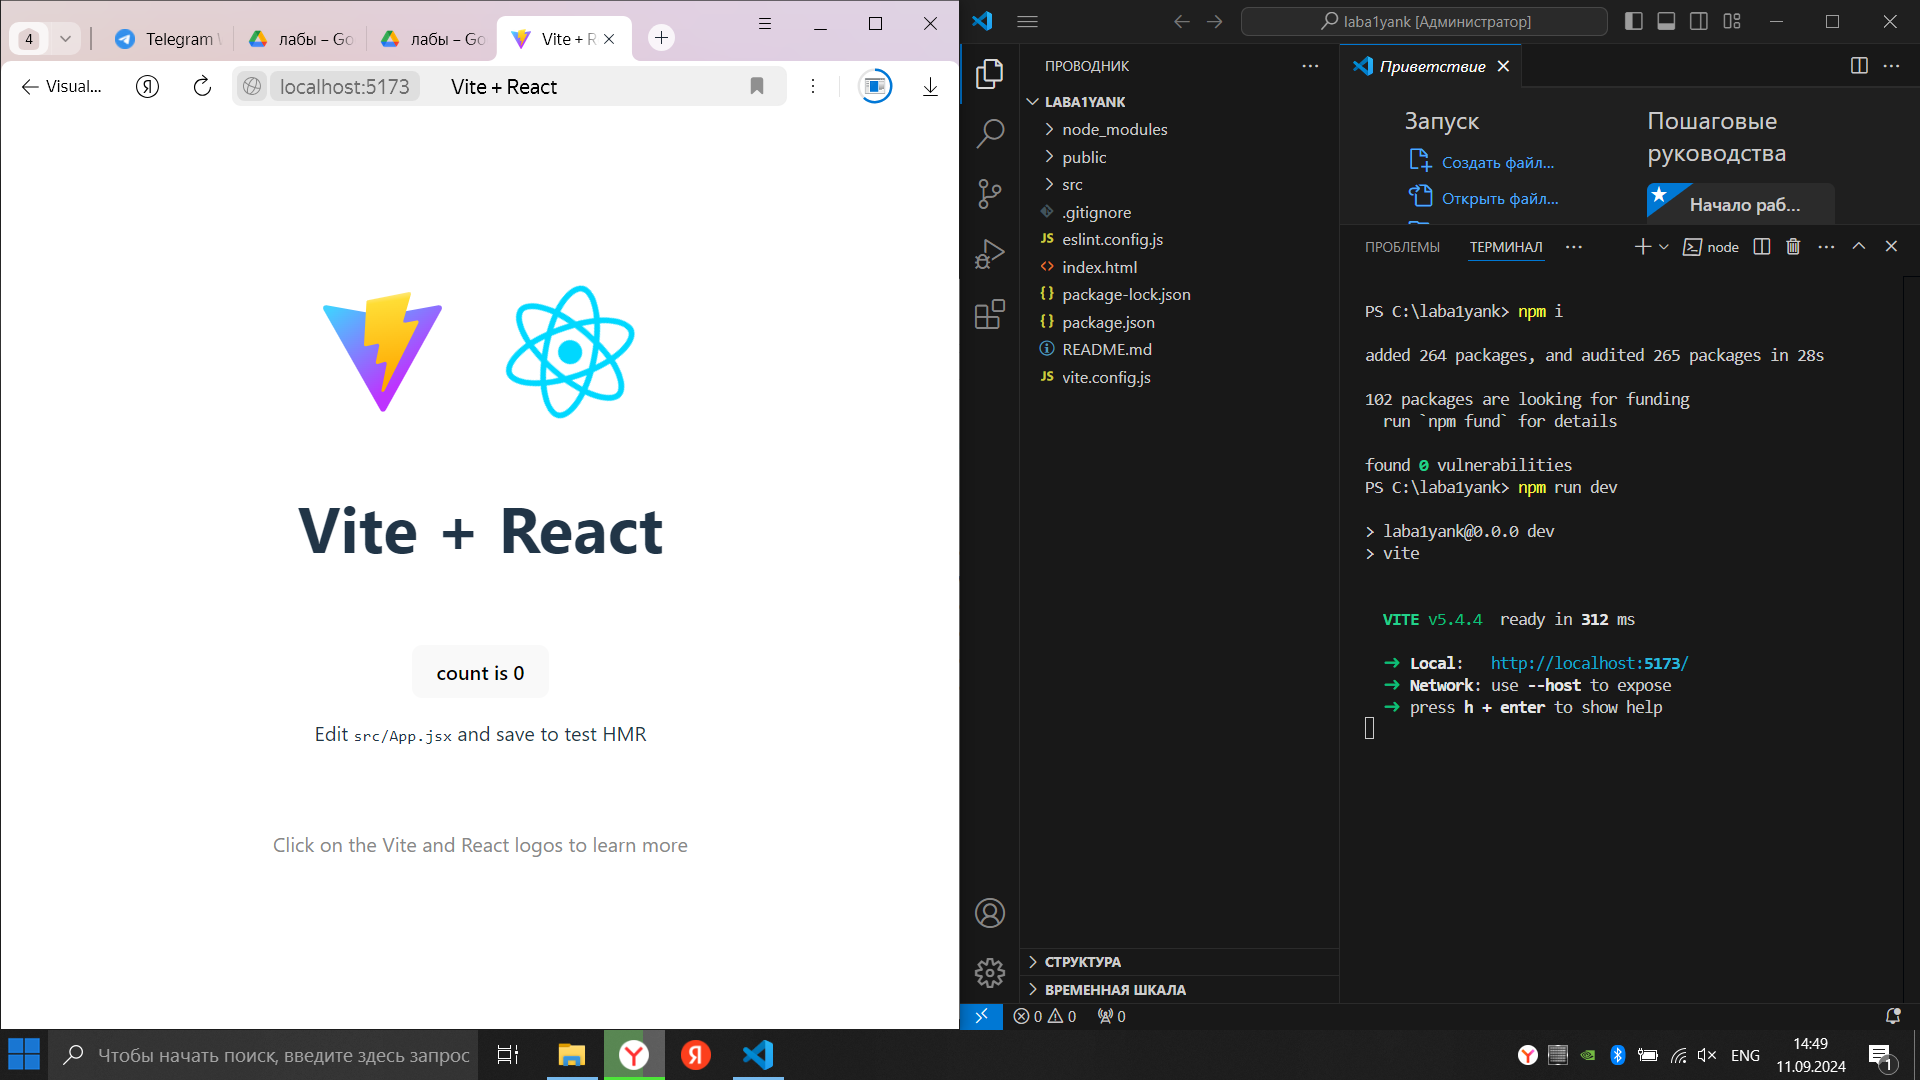 4
Telegram
лабы – Go
лабы – Go
Vite + R
Visual...
localhost:5173
Vite + React
Vite + React
count is 0
Edit src/App.jsx and save to test HMR
Click on the Vite and React logos to learn more
laba1yank [Администратор]
ПРОВОДНИК
LABA1YANK
node_modules
public
src
.gitignore
JS eslint.config.js
<> index.html
{} package-lock.json
{} package.json
README.md
JS vite.config.js
СТРУКТУРА
ВРЕМЕННАЯ ШКАЛА
Приветствие
Запуск
Создать файл...
Открыть файл...
Пошаговые
руководства
Начало раб...
ПРОБЛЕМЫ
ТЕРМИНАЛ
node
PS C:\laba1yank> npm i
added 264 packages, and audited 265 packages in 28s
102 packages are looking for funding
run `npm fund` for details
found 0 vulnerabilities
PS C:\laba1yank> npm run dev
> laba1yank@0.0.0 dev
> vite
VITE v5.4.4 ready in 312 ms
➜ Local: http://localhost:5173/
➜ Network: use --host to expose
➜ press h + enter to show help
0 0 0
Чтобы начать поиск, введите здесь запрос
ENG
14:49
11.09.2024
1